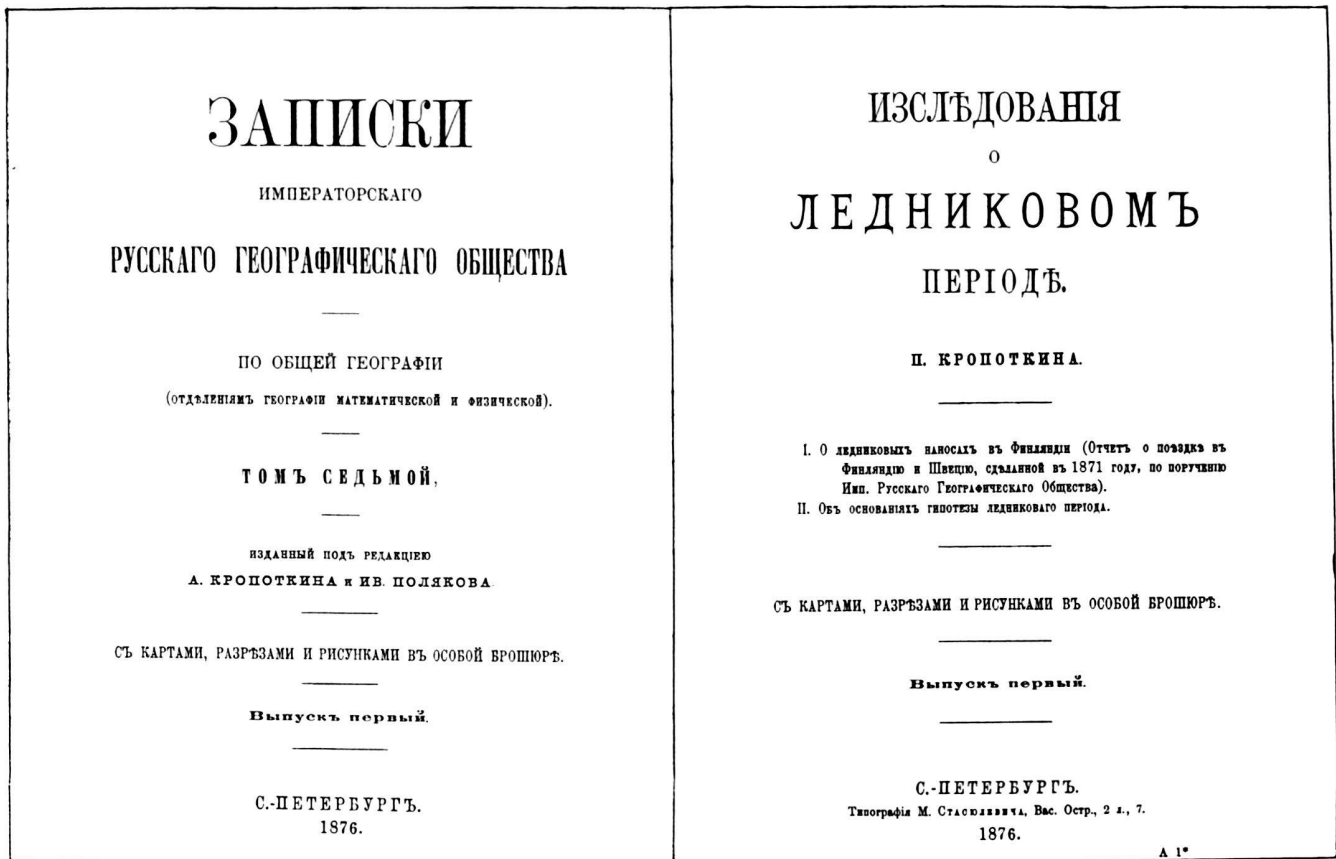 ЗАПИСКИ
ИМПЕРАТОРСКАГО
РУССКАГО ГЕОГРАФИЧЕСКАГО ОБЩЕСТВА
ПО ОБЩЕЙ ГЕОГРАФІИ
(ОТДѢЛЕНІЯМЪ ГЕОГРАФІИ МАТЕМАТИЧЕСКОЙ И ФИЗИЧЕСКОЙ).
ТОМЪ СЕДЬМОЙ,
ИЗДАННЫЙ ПОДЪ РЕДАКЦІЕЮ
А. КРОПОТКИНА и ИВ. ПОЛЯКОВА
СЪ КАРТАМИ, РАЗРѢЗАМИ И РИСУНКАМИ ВЪ ОСОБОЙ БРОШЮРѢ.
Выпускъ первый.
С.-ПЕТЕРБУРГЪ.
1876.
ИЗСЛѢДОВАНІЯ
О
ЛЕДНИКОВОМЪ
ПЕРІОДѢ.
П. КРОПОТКИНА.
I. О ледниковыхъ наносахъ въ Финляндіи (Отчетъ о поѣздкѣ въ
Финляндію и Швецію, сдѣланной въ 1871 году, по порученію
Имп. Русскаго Географическаго Общества).
II. Объ основаніяхъ гипотезы ледниковаго періода.
СЪ КАРТАМИ, РАЗРѢЗАМИ И РИСУНКАМИ ВЪ ОСОБОЙ БРОШЮРѢ.
Выпускъ первый.
С.-ПЕТЕРБУРГЪ.
Типографія М. Стасюлевича, Вас. Остр., 2 л., 7.
1876.
А 1*